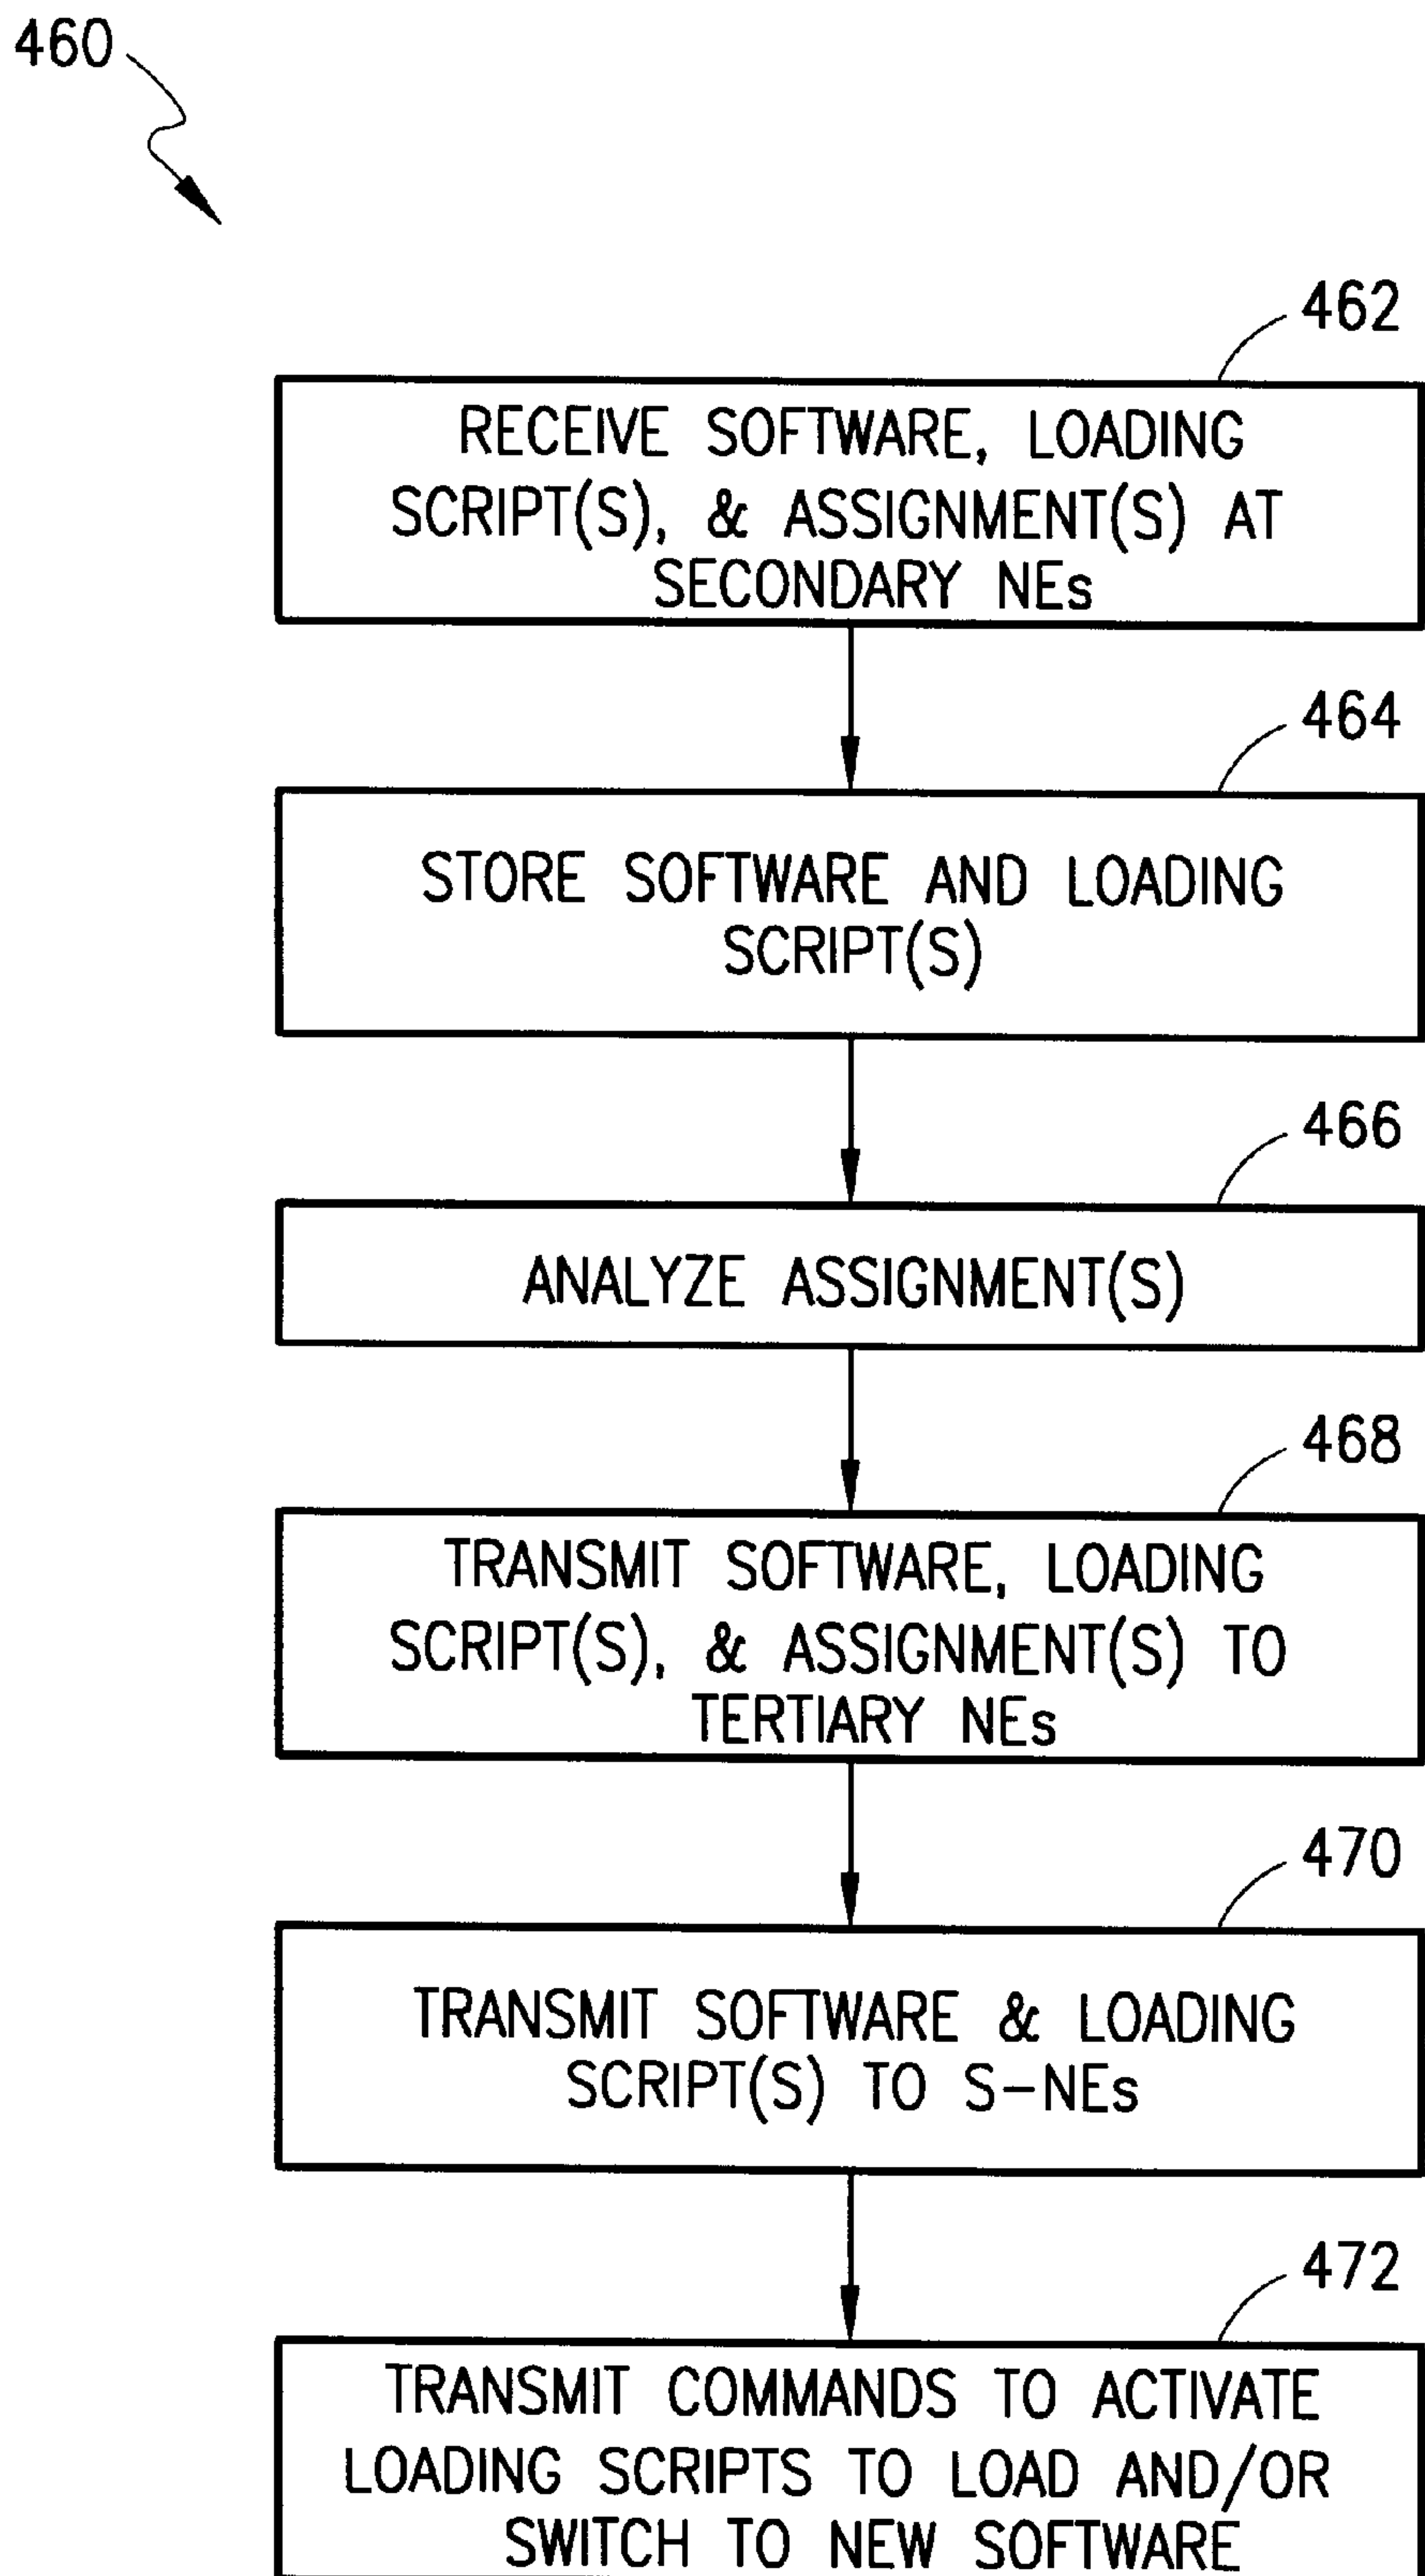 460
462
RECEIVE SOFTWARE, LOADING
SCRIPT(S), & ASSIGNMENT(S) AT
SECONDARY NEs
464
STORE SOFTWARE AND LOADING
SCRIPT(S)
466
ANALYZE ASSIGNMENT(S)
468
TRANSMIT SOFTWARE, LOADING
SCRIPT(S), & ASSIGNMENT(S) TO
TERTIARY NEs
470
TRANSMIT SOFTWARE & LOADING
SCRIPT(S) TO S-NEs
472
TRANSMIT COMMANDS TO ACTIVATE
LOADING SCRIPTS TO LOAD AND/OR
SWITCH TO NEW SOFTWARE